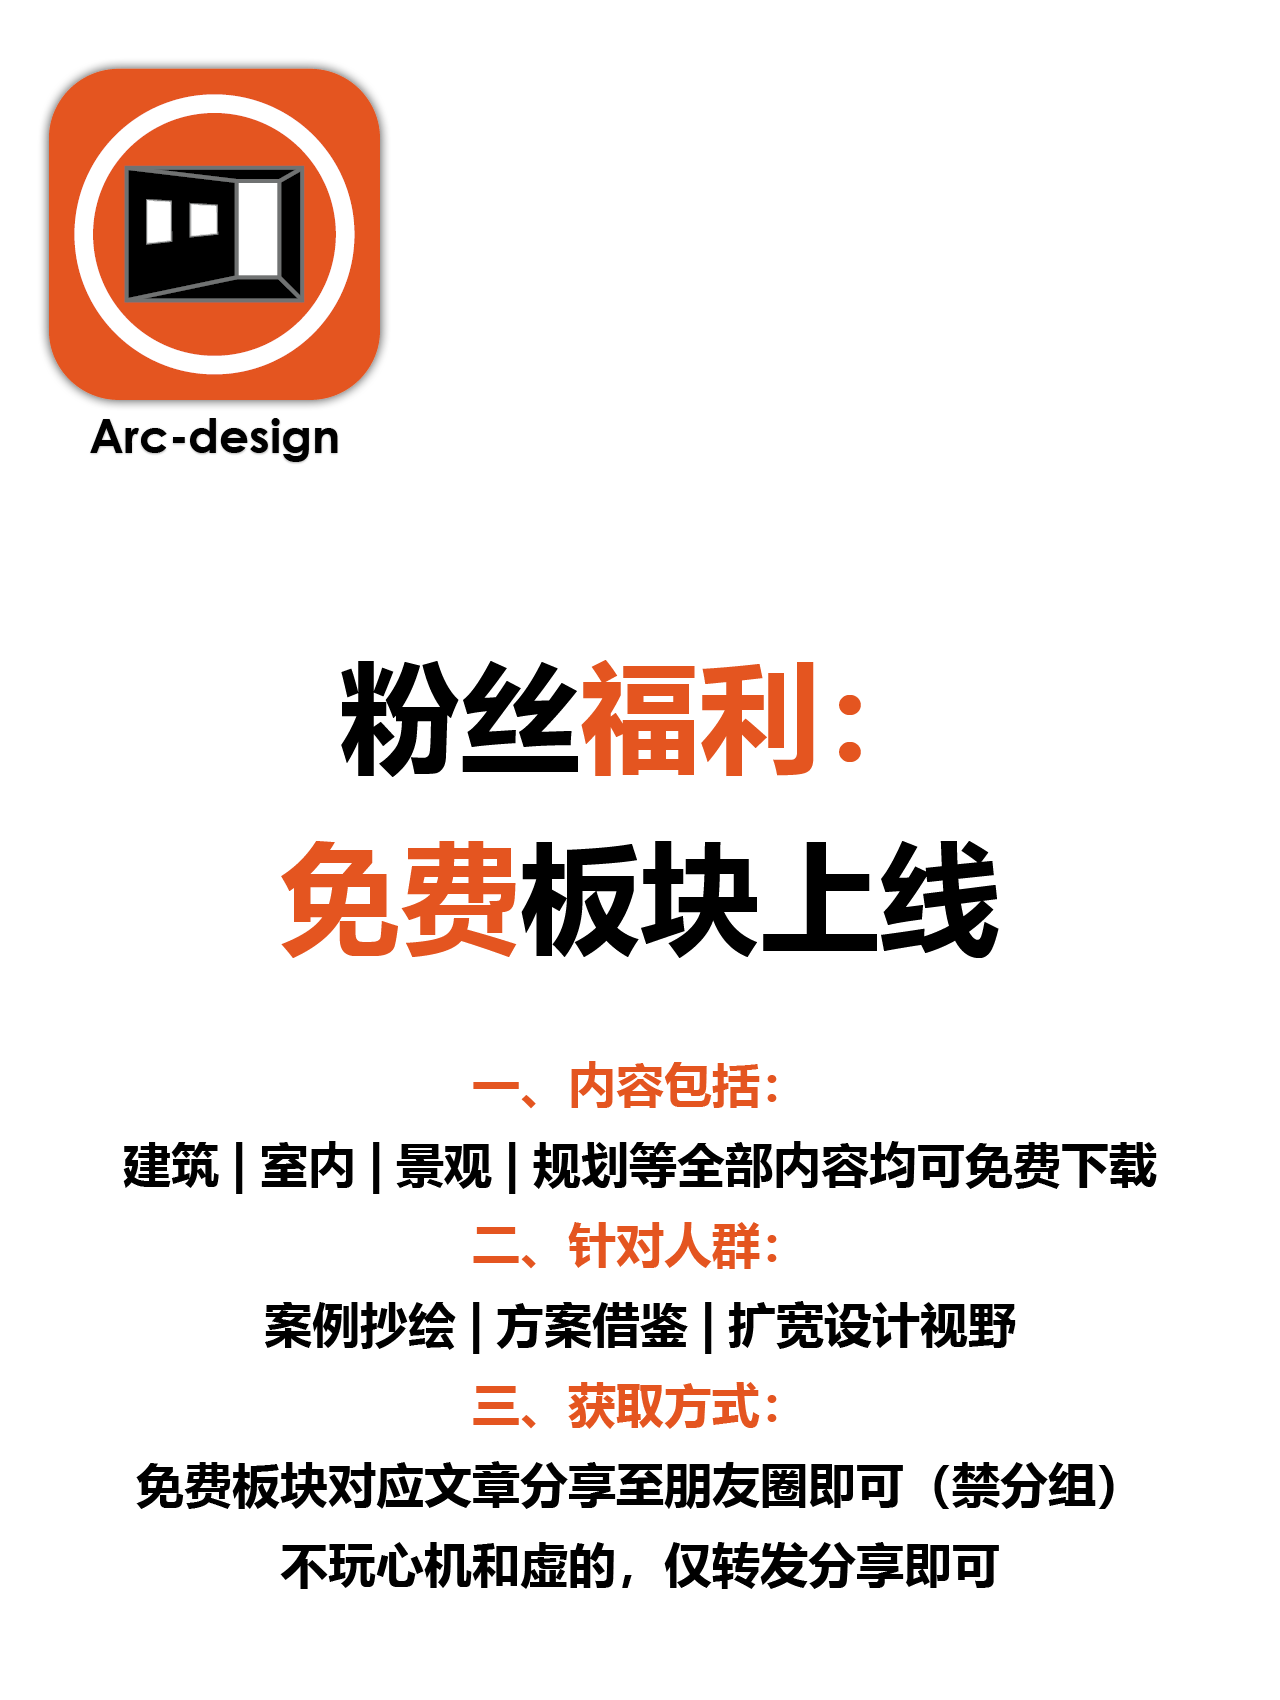 Arc-design
粉丝福利：
免费板块上线
一、内容包括：
建筑 | 室内 | 景观 | 规划等全部内容均可免费下载
二、针对人群：
案例抄绘 | 方案借鉴 | 扩宽设计视野
三、获取方式：
免费板块对应文章分享至朋友圈即可（禁分组）
不玩心机和虚的，仅转发分享即可